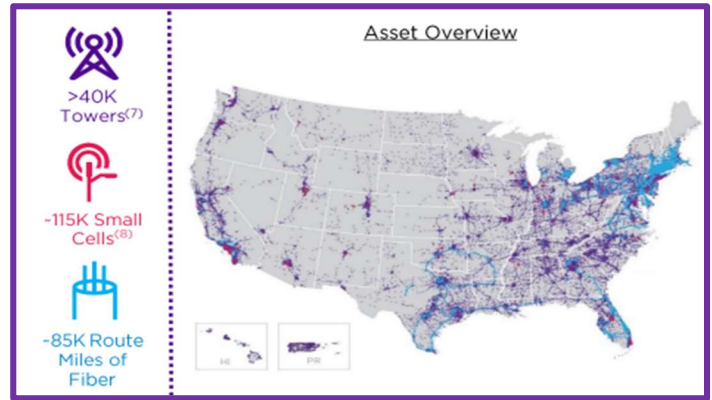 Asset Overview
>40K
Towers(7)
~115K Small
Cells(8)
~85K Route
Miles of
Fiber
HI
PR